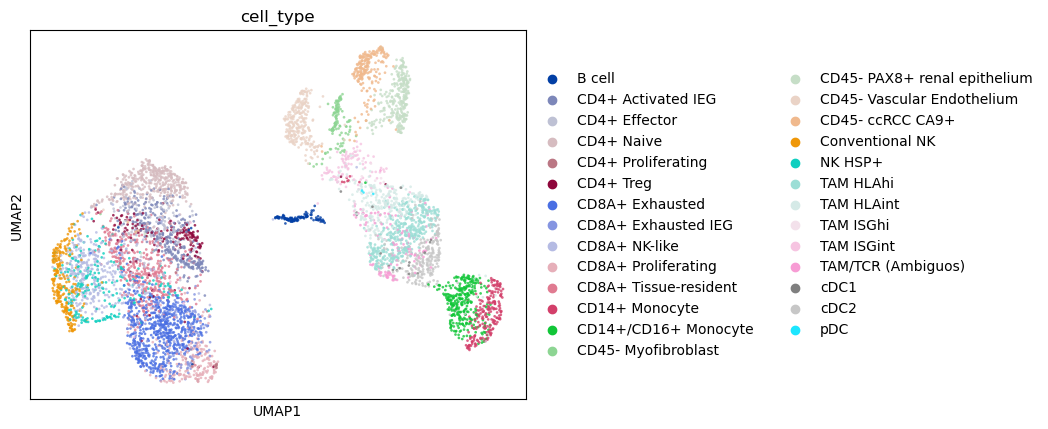 cell_type
UMAP2
UMAP1
B cell
CD4+ Activated IEG
CD4+ Effector
CD4+ Naive
CD4+ Proliferating
CD4+ Treg
CD8A+ Exhausted
CD8A+ Exhausted IEG
CD8A+ NK-like
CD8A+ Proliferating
CD8A+ Tissue-resident
CD14+ Monocyte
CD14+/CD16+ Monocyte
CD45- Myofibroblast
CD45- PAX8+ renal epithelium
CD45- Vascular Endothelium
CD45- ccRCC CA9+
Conventional NK
NK HSP+
TAM HLAhi
TAM HLAint
TAM ISGhi
TAM ISGint
TAM/TCR (Ambiguos)
cDC1
cDC2
pDC